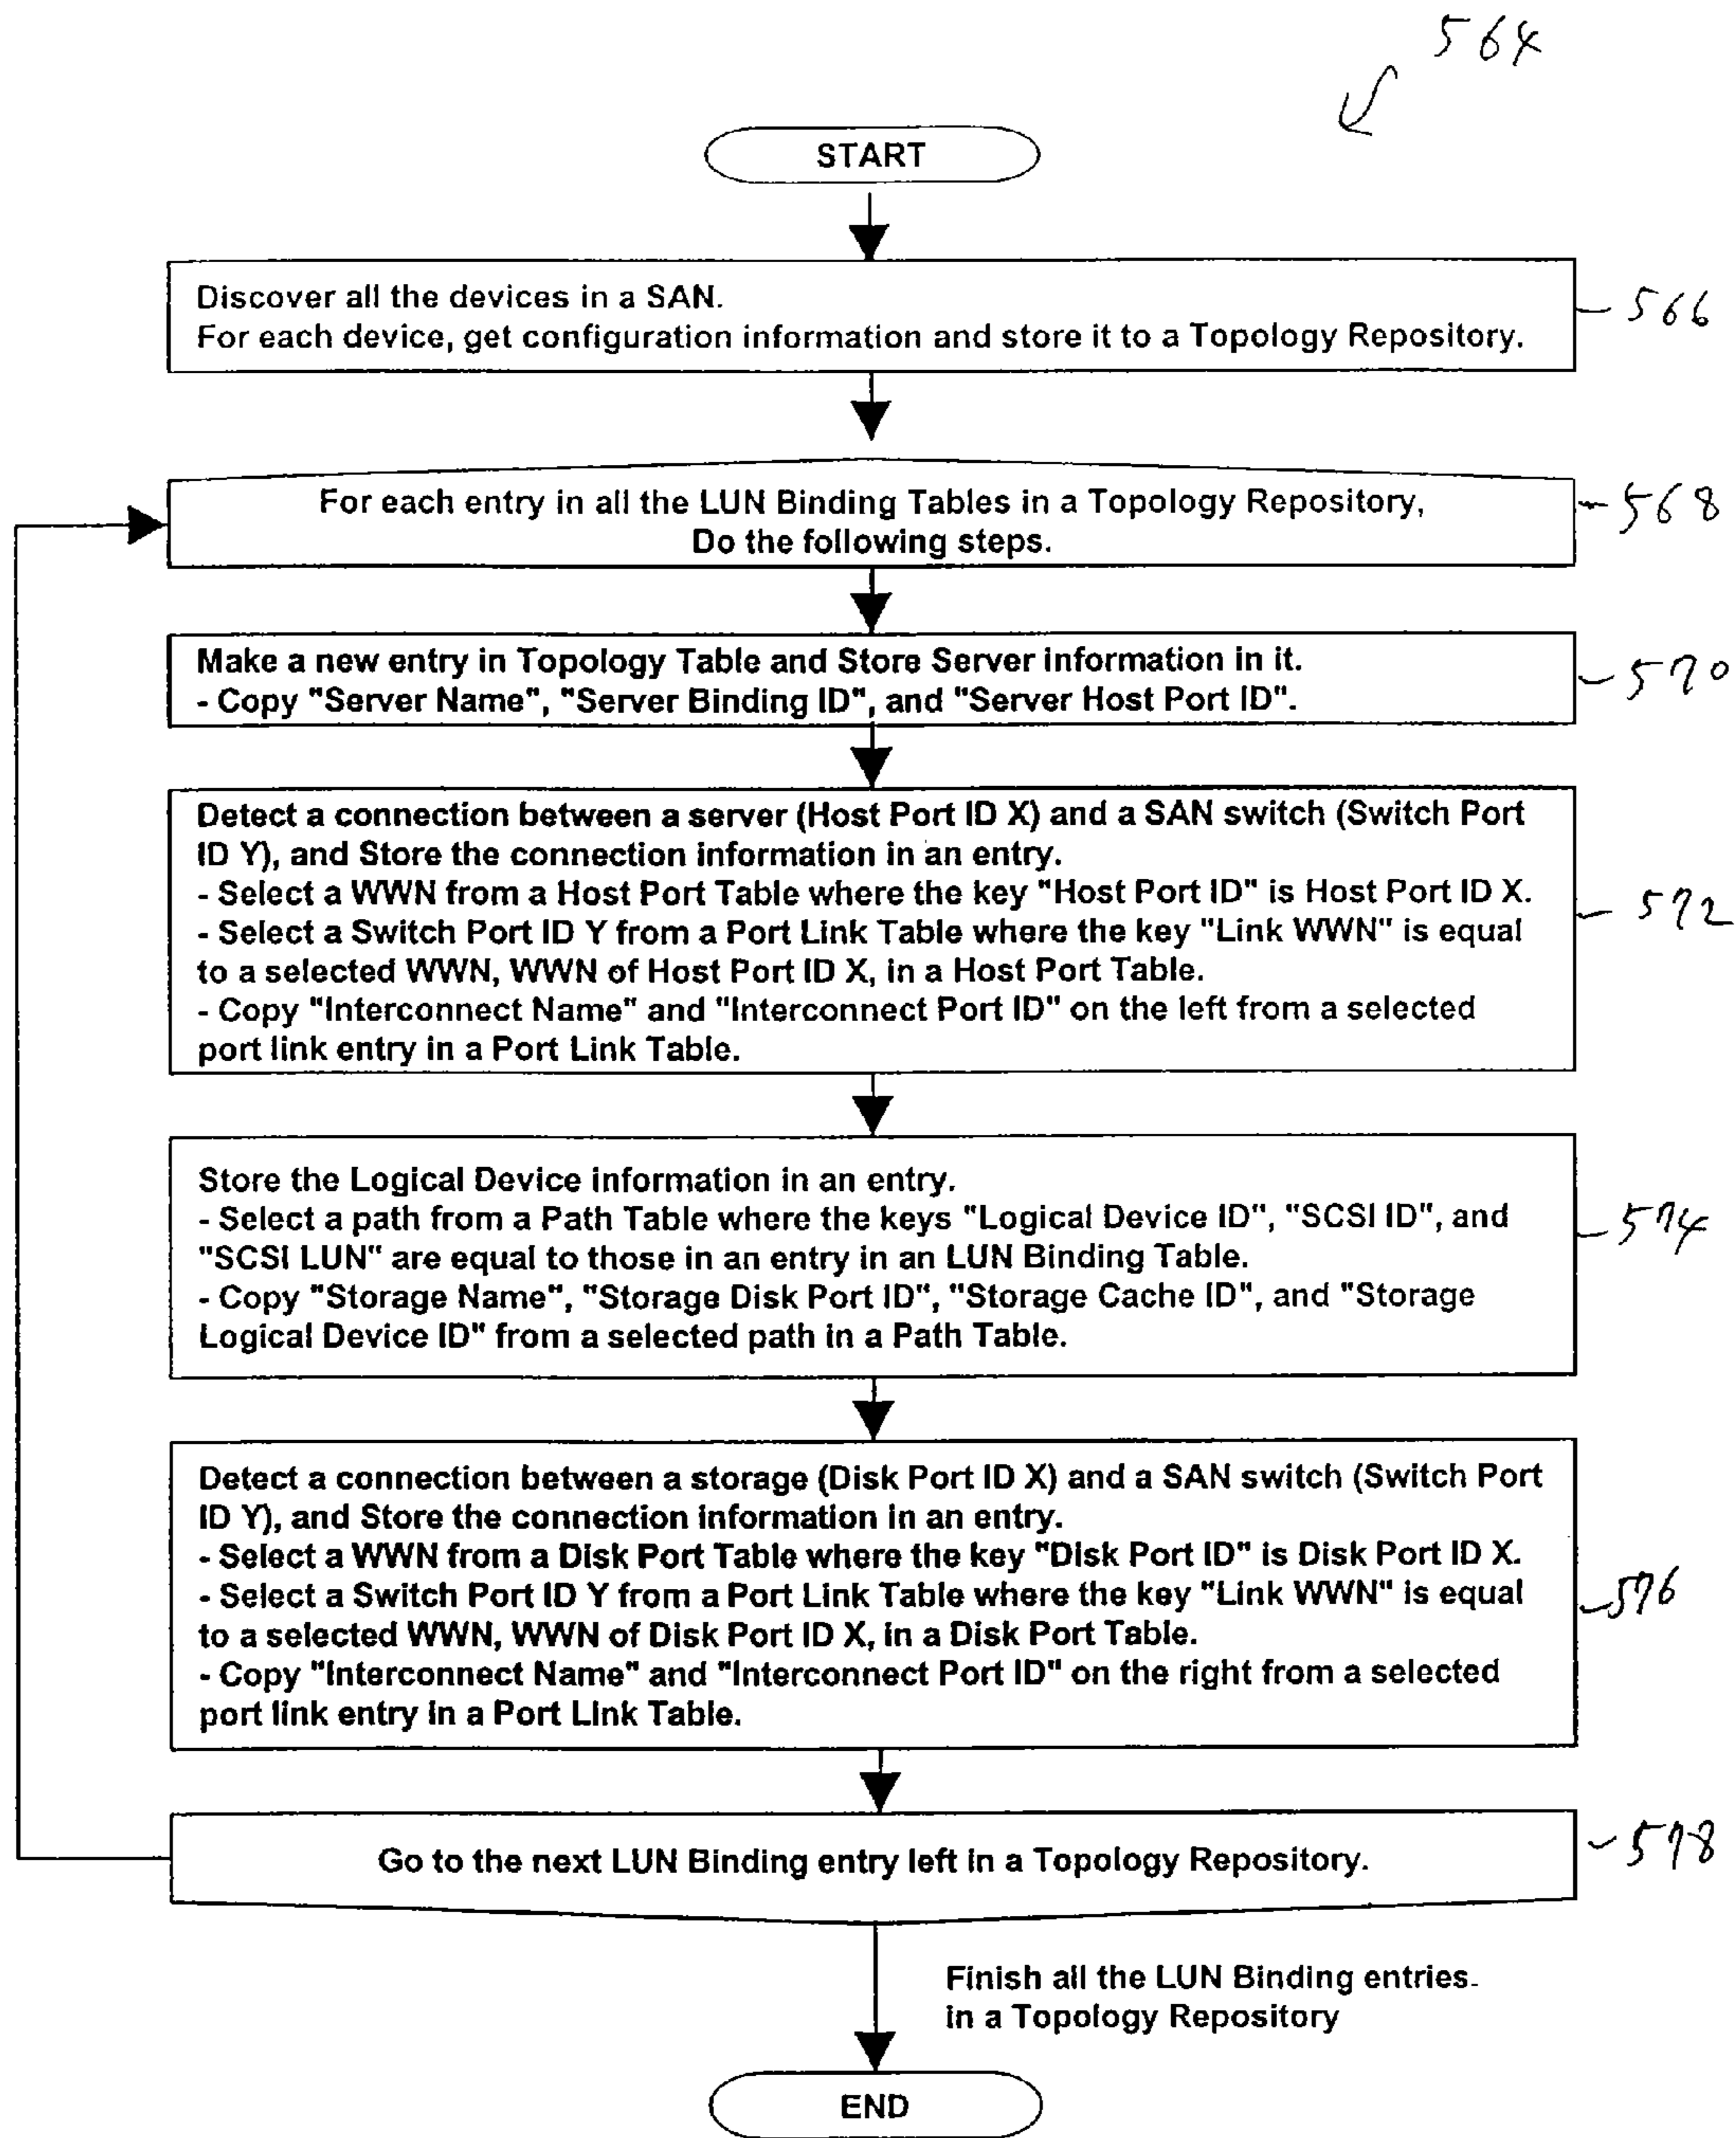 564
START
Discover all the devices in a SAN.
For each device, get configuration information and store it to a Topology Repository.
566
For each entry in all the LUN Binding Tables in a Topology Repository,
Do the following steps.
568
Make a new entry in Topology Table and Store Server information in it.
- Copy "Server Name", "Server Binding ID", and "Server Host Port ID".
570
Detect a connection between a server (Host Port ID X) and a SAN switch (Switch Port
ID Y), and Store the connection information in an entry.
- Select a WWN from a Host Port Table where the key "Host Port ID" is Host Port ID X.
- Select a Switch Port ID Y from a Port Link Table where the key "Link WWN" is equal
to a selected WWN, WWN of Host Port ID X, in a Host Port Table.
- Copy "Interconnect Name" and "Interconnect Port ID" on the left from a selected
port link entry in a Port Link Table.
572
Store the Logical Device information in an entry.
- Select a path from a Path Table where the keys "Logical Device ID", "SCSI ID", and
"SCSI LUN" are equal to those in an entry in an LUN Binding Table.
- Copy "Storage Name", "Storage Disk Port ID", "Storage Cache ID", and "Storage
Logical Device ID" from a selected path in a Path Table.
574
Detect a connection between a storage (Disk Port ID X) and a SAN switch (Switch Port
ID Y), and Store the connection information in an entry.
- Select a WWN from a Disk Port Table where the key "Disk Port ID" is Disk Port ID X.
- Select a Switch Port ID Y from a Port Link Table where the key "Link WWN" is equal
to a selected WWN, WWN of Disk Port ID X, in a Disk Port Table.
- Copy "Interconnect Name" and "Interconnect Port ID" on the right from a selected
port link entry in a Port Link Table.
576
Go to the next LUN Binding entry left in a Topology Repository.
578
Finish all the LUN Binding entries
in a Topology Repository
END